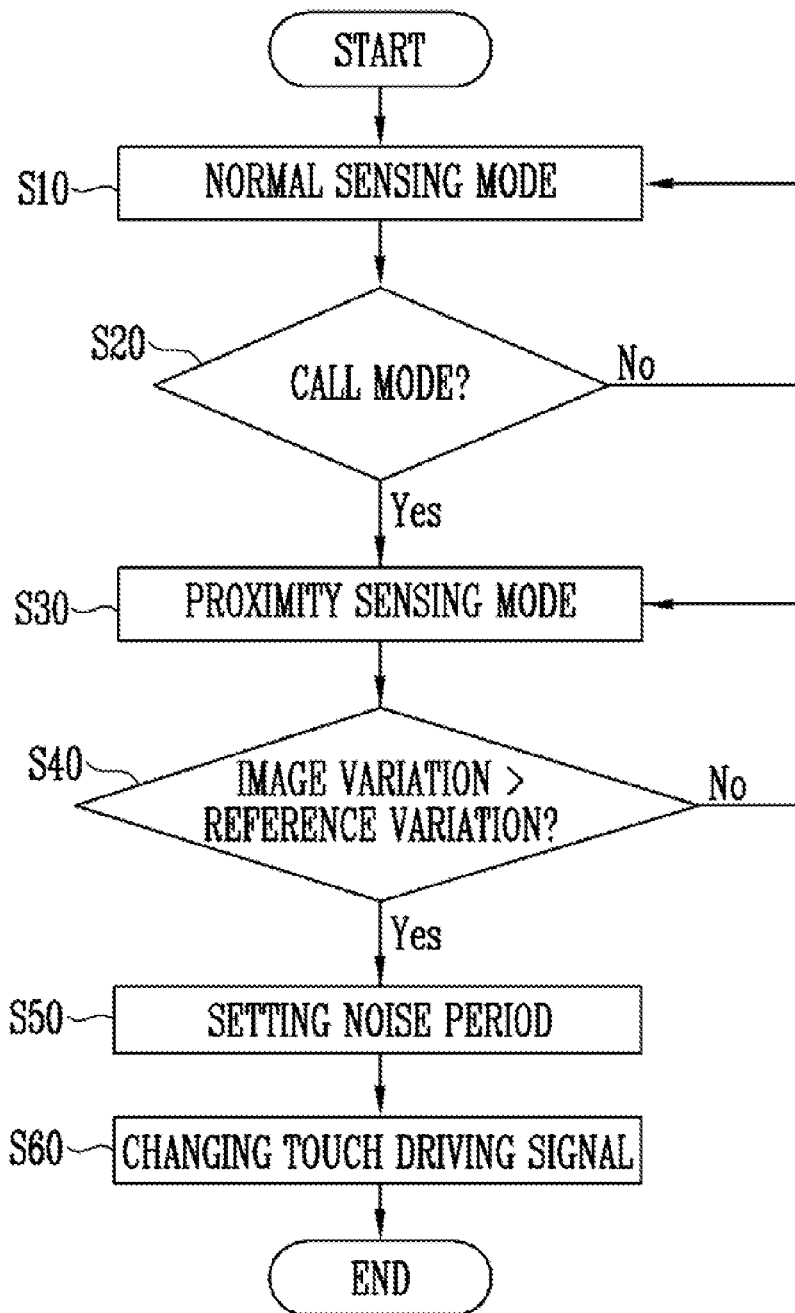 START
S10
NORMAL SENSING MODE
S20
CALL MODE?
No
Yes
S30
PROXIMITY SENSING MODE
S40
IMAGE VARIATION >
REFERENCE VARIATION?
No
Yes
S50
SETTING NOISE PERIOD
S60
CHANGING TOUCH DRIVING SIGNAL
END